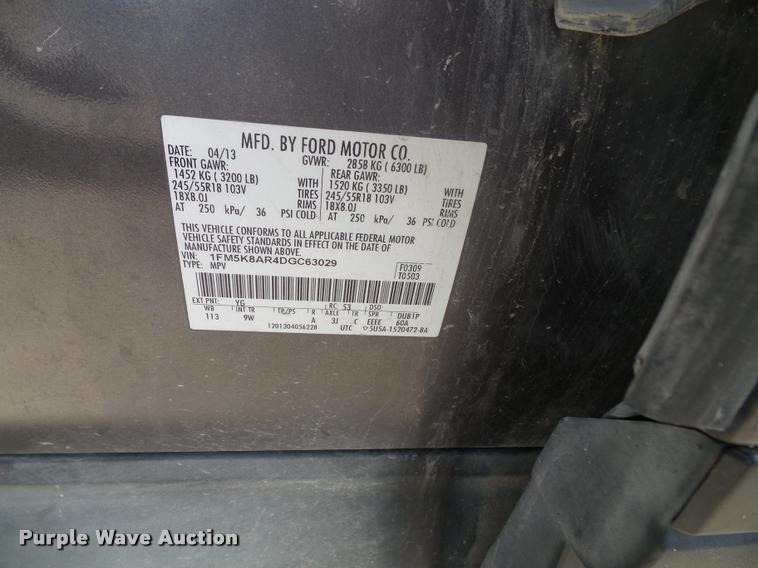 MFD. BY FORD MOTOR CO.
DATE: 04/13 GVWR: 2858 KG ( 6300 LB)
FRONT GAWR: REAR GAWR:
1452 KG ( 3200 LB) WITH 1520 KG ( 3350 LB) WITH
245/55R18 103V TIRES 245/55R18 103V TIRES
18X8.0J RIMS 18X8.0J RIMS
AT 250 kPa/ 36 PSI COLD AT 250 kPa/ 36 PSI COLD
THIS VEHICLE CONFORMS TO ALL APPLICABLE FEDERAL MOTOR
VEHICLE SAFETY STANDARDS IN EFFECT ON THE DATE OF
MANUFACTURE SHOWN ABOVE.
VIN: 1FM5K8AR4DGC63029 F0309
TYPE: MPV T0503
EXT PNT: YG RC: 53 DSO:
WB INT TR TP/PS R AXLE TR SPR DUBTP
113 9W A 3J C EEEE 60A
1201304056228 UTC 5U5A-1520472-BA
Purple Wave Auction